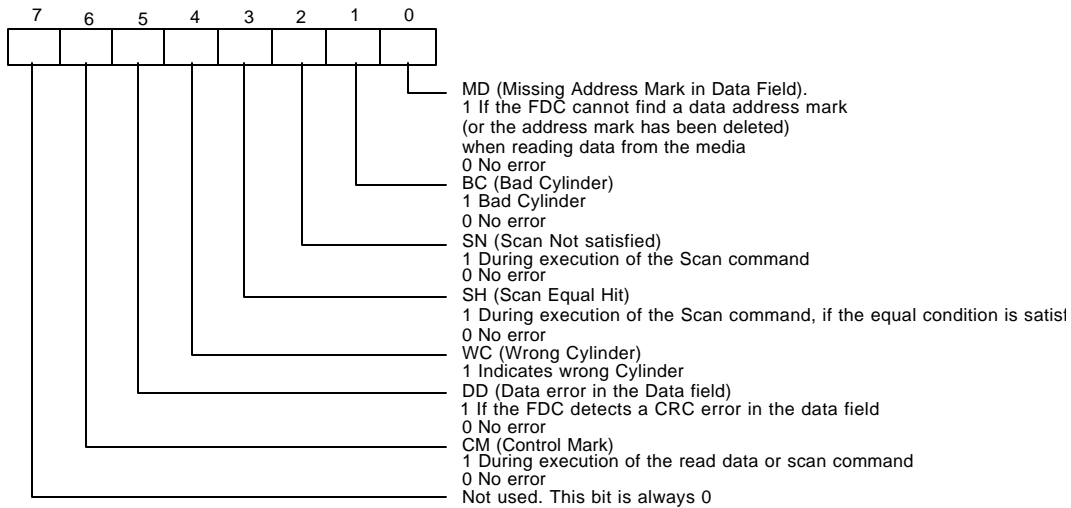 7 6 5 4 3 2 1 0
MD (Missing Address Mark in Data Field).
1 If the FDC cannot find a data address mark
(or the address mark has been deleted)
when reading data from the media
0 No error
BC (Bad Cylinder)
1 Bad Cylinder
0 No error
SN (Scan Not satisfied)
1 During execution of the Scan command
0 No error
SH (Scan Equal Hit)
1 During execution of the Scan command, if the equal condition is
0 No error
WC (Wrong Cylinder)
1 Indicates wrong Cylinder
DD (Data error in the Data field)
1 If the FDC detects a CRC error in the data field
0 No error
CM (Control Mark)
1 During execution of the read data or scan command
0 No error
Not used. This bit is always 0